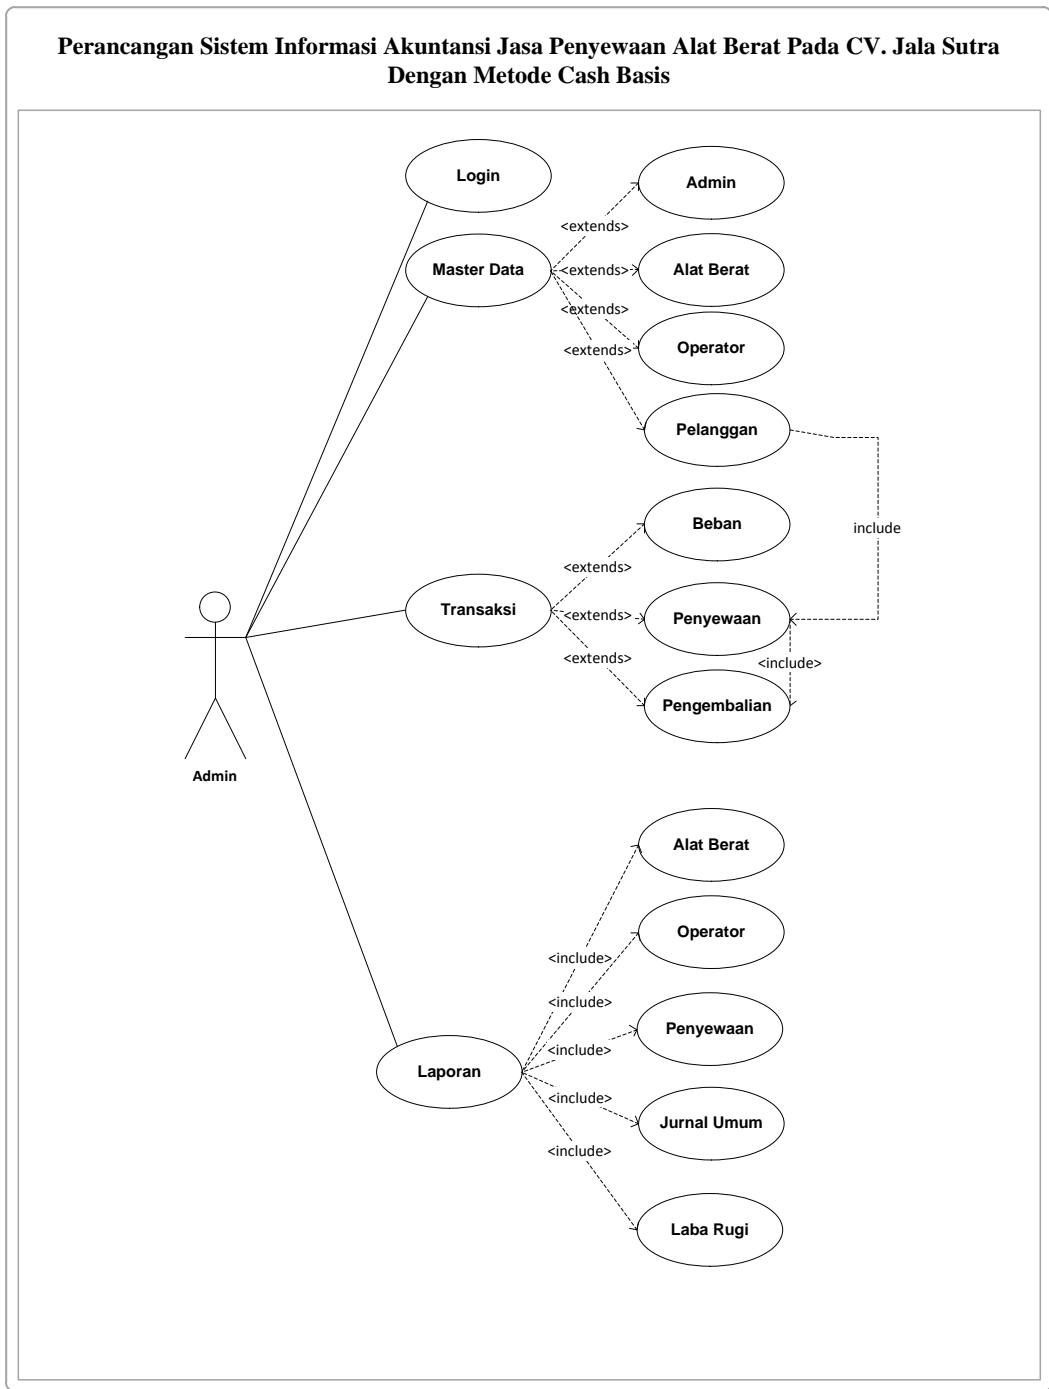 Perancangan Sistem Informasi Akuntansi Jasa Penyewaan Alat Berat Pada CV. Jala Sutra
Dengan Metode Cash Basis
Login
Admin
<extends>
Master Data
<extends>
Alat Berat
<extends>
Operator
<extends>
Pelanggan
Beban
include
<extends>
Transaksi
<extends>
Penyewaan
<extends>
<include>
Pengembalian
Admin
Alat Berat
Operator
<include>
<include>
Penyewaan
<include>
Laporan
<include>
Jurnal Umum
<include>
Laba Rugi